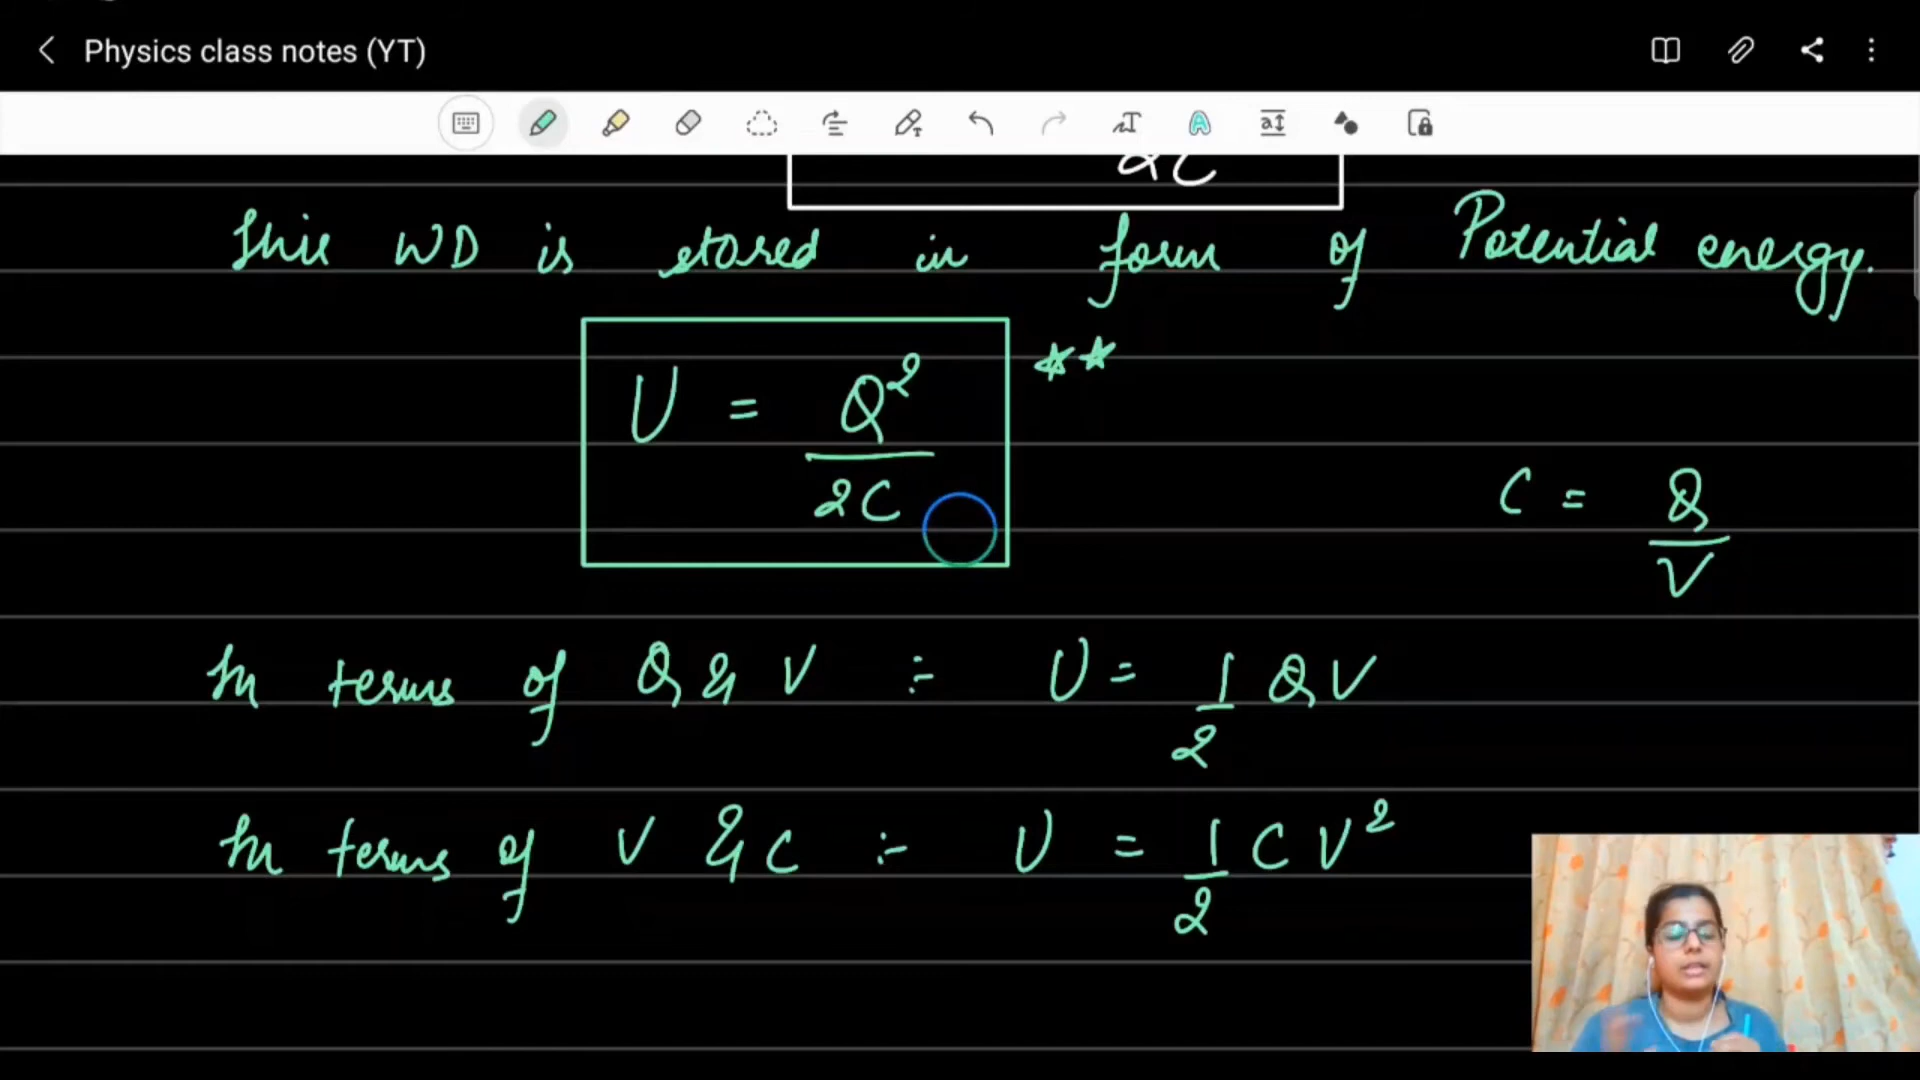 Physics class notes (YT)
2C
This WD is stored in form of Potential energy.
U = Q²/2C **
C = Q/V
In terms of Q & V :- U = 1/2 QV
In terms of V & C :- U = 1/2 CV²